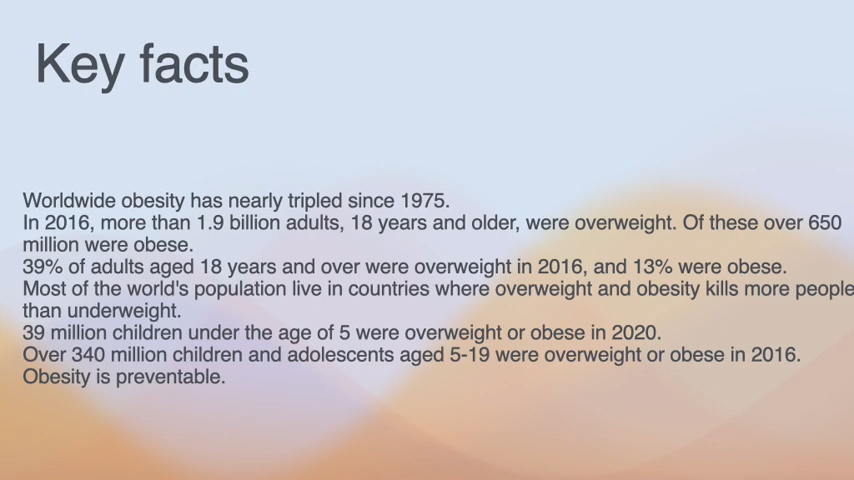 Key facts
Worldwide obesity has nearly tripled since 1975.
In 2016, more than 1.9 billion adults, 18 years and older, were overweight. Of these over 650
million were obese.
39% of adults aged 18 years and over were overweight in 2016, and 13% were obese.
Most of the world's population live in countries where overweight and obesity kills more people
than underweight.
39 million children under the age of 5 were overweight or obese in 2020.
Over 340 million children and adolescents aged 5-19 were overweight or obese in 2016.
Obesity is preventable.